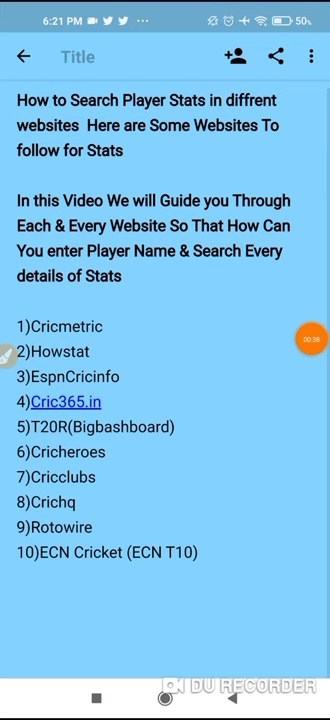 6:21 PM
50%
Title
How to Search Player Stats in diffrent
websites  Here are Some Websites To
follow for Stats
In this Video We will Guide you Through
Each & Every Website So That How Can
You enter Player Name & Search Every
details of Stats
1)Cricmetric
2)Howstat
3)EspnCricinfo
4)Cric365.in
5)T20R(Bigbashboard)
6)Cricheroes
7)Cricclubs
8)Crichq
9)Rotowire
10)ECN Cricket (ECN T10)
00:38
DU RECORDER